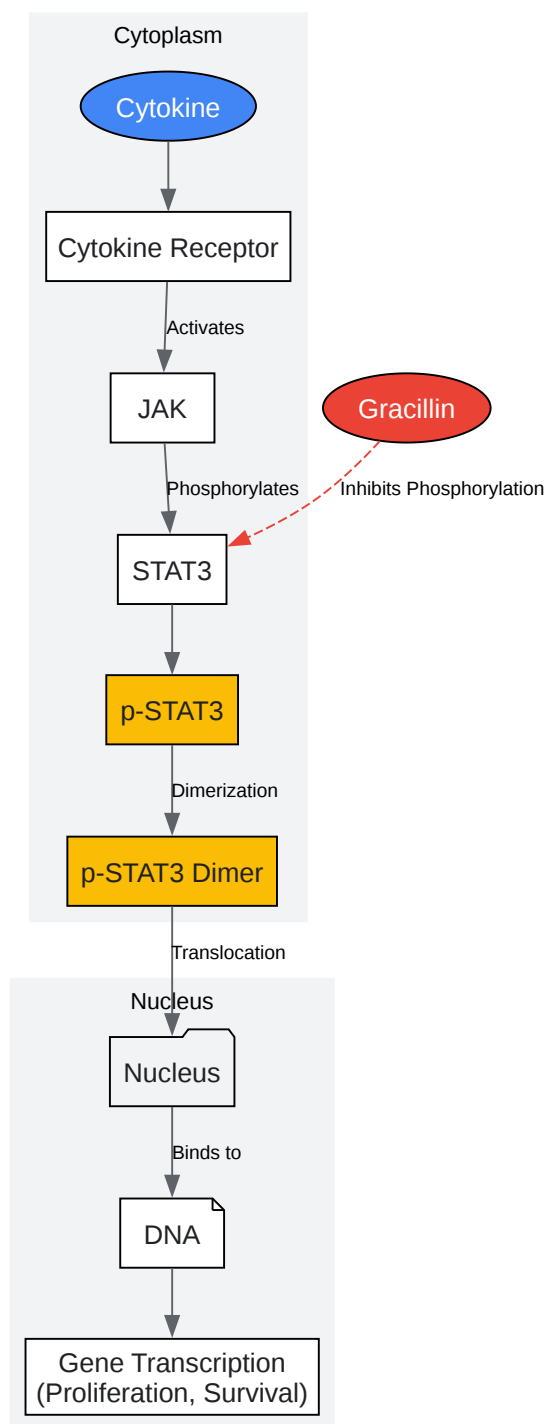 Cytoplasm
Cytokine
Cytokine Receptor
Activates
JAK
Gracillin
Phosphorylates
Inhibits Phosphorylation
STAT3
p-STAT3
Dimerization
p-STAT3 Dimer
Translocation
Nucleus
Nucleus
Binds to
DNA
Gene Transcription
(Proliferation, Survival)